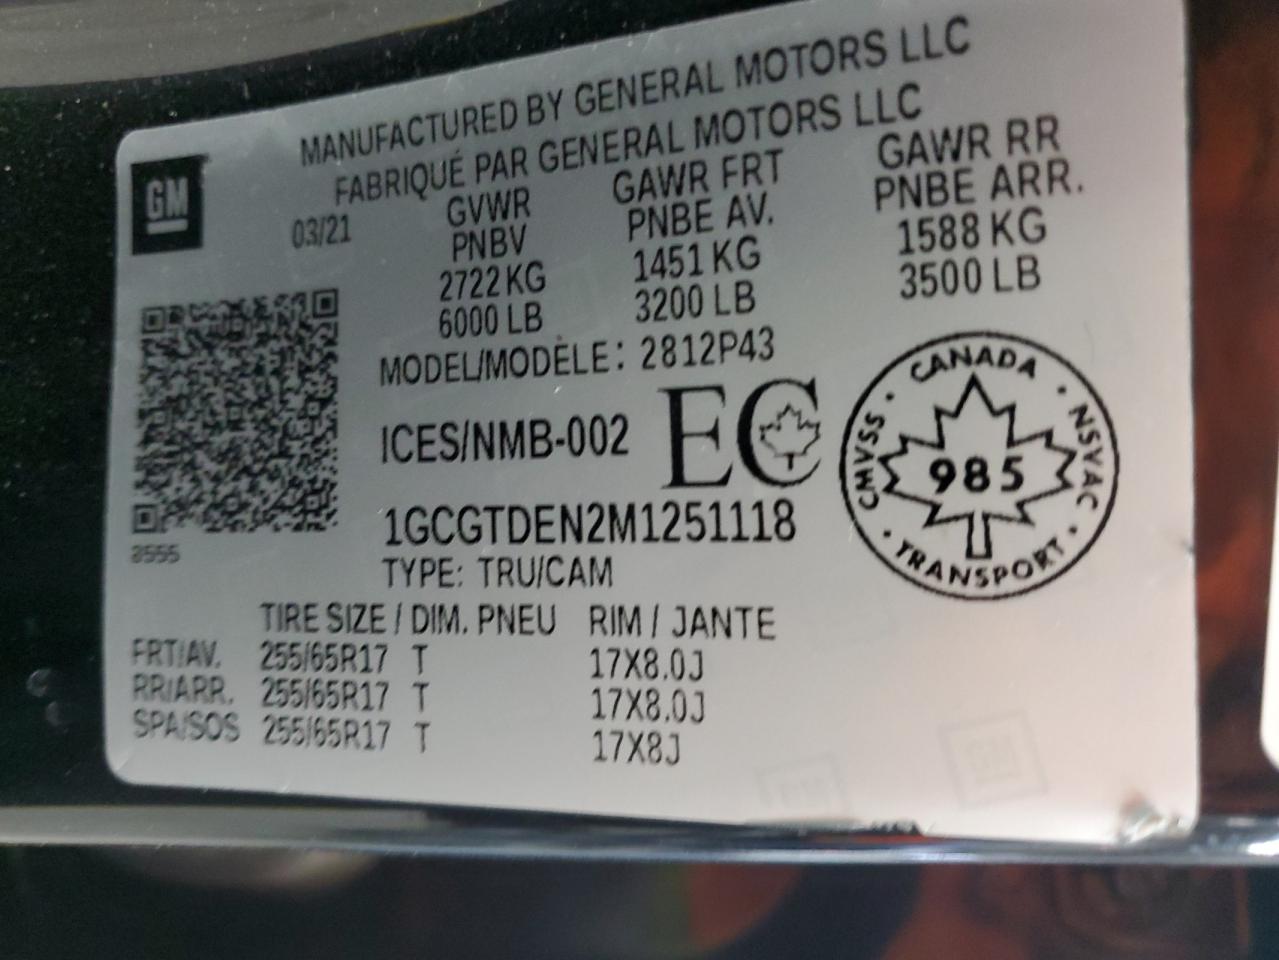 MANUFACTURED BY GENERAL MOTORS LLC
FABRIQUÉ PAR GENERAL MOTORS LLC
GM
03/21
GVWR GAWR FRT GAWR RR
PNBV PNBE AV. PNBE ARR.
2722 KG 1451 KG 1588 KG
6000 LB 3200 LB 3500 LB
MODEL/MODÈLE: 2812P43
ICES/NMB-002 EC
CANADA
CMVSS · NSVAC
985
TRANSPORT
1GCGTDEN2M1251118
3555
TYPE: TRU/CAM
TIRE SIZE / DIM. PNEU RIM / JANTE
FRT/AV. 255/65R17 T 17X8.0J
RR/ARR. 255/65R17 T 17X8.0J
SPA/SOS 255/65R17 T 17X8J
GM
GM